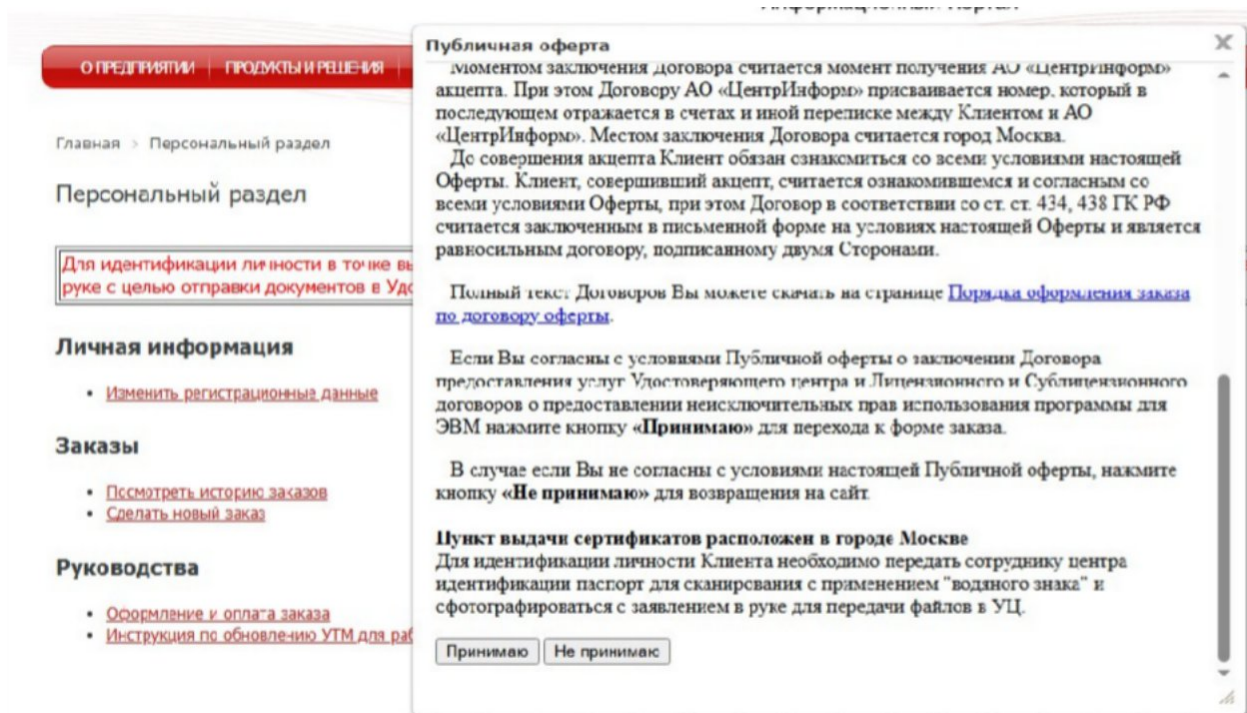 О ПРЕДПРИЯТИИ
ПРОДУКТЫ И РЕШЕНИЯ
Главная > Персональный раздел
Персональный раздел
Для идентификации личности в точке
руке с целью отправки документов в
Личная информация
• Изменить регистрационные данные
Заказы
• Посмотреть историю заказов
• Сделать новый заказ
Руководства
• Оформление и оплата заказа
• Инструкция по обновлению УТМ для
Публичная оферта
Моментом заключения Договора считается момент получения АО «ЦентрИнформ»
акцепта. При этом Договору АО «ЦентрИнформ» присваивается номер, который в
последующем отражается в счетах и иной переписке между Клиентом и АО
«ЦентрИнформ». Местом заключения Договора считается город Москва.
До совершения акцепта Клиент обязан ознакомиться со всеми условиями настоящей
Оферты. Клиент, совершивший акцепт, считается ознакомившемся и согласным со
всеми условиями Оферты, при этом Договор в соответствии со ст. ст. 434, 438 ГК РФ
считается заключенным в письменной форме на условиях настоящей Оферты и является
равносильным договору, подписанному двумя Сторонами.
Полный текст Договоров Вы можете скачать на странице Порядка оформления заказа
по договору оферты.
Если Вы согласны с условиями Публичной оферты о заключении Договора
предоставления услуг Удостоверяющего центра и Лицензионного и Сублицензионного
договоров о предоставлении неисключительных прав использования программы для
ЭВМ нажмите кнопку «Принимаю» для перехода к форме заказа.
В случае если Вы не согласны с условиями настоящей Публичной оферты, нажмите
кнопку «Не принимаю» для возвращения на сайт
Пункт выдачи сертификатов расположен в городе Москве
Для идентификации личности Клиента необходимо передать сотруднику центра
идентификации паспорт для сканирования с применением "водяного знака" и
сфотографироваться с заявлением в руке для передачи файлов в УЦ.
Принимаю
Не принимаю